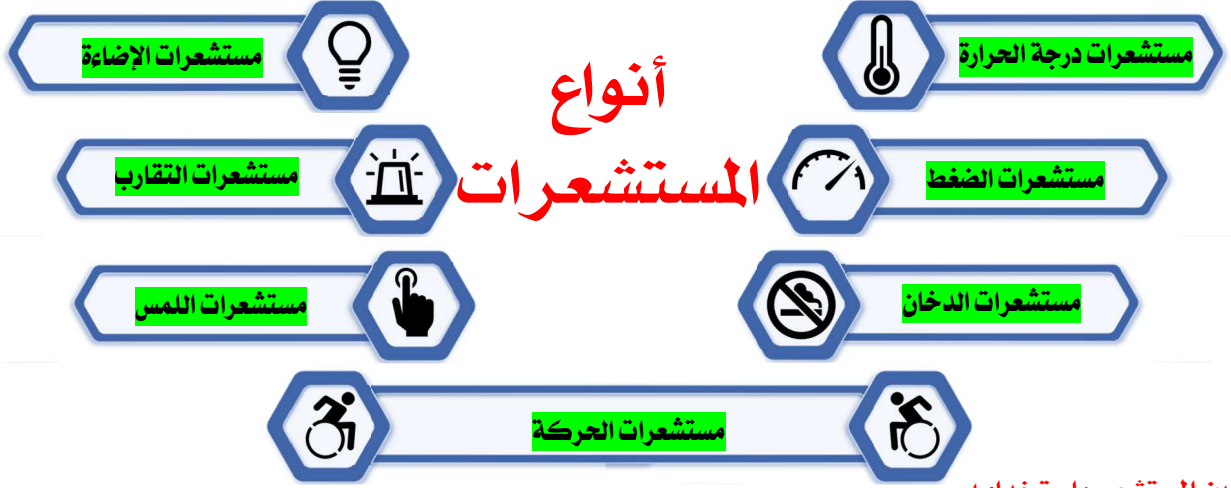 أنواع
المستشعرات
مستشعرات درجة الحرارة
مستشعرات الإضاءة
مستشعرات الضغط
مستشعرات التقارب
مستشعرات الدخان
مستشعرات اللمس
مستشعرات الحركة